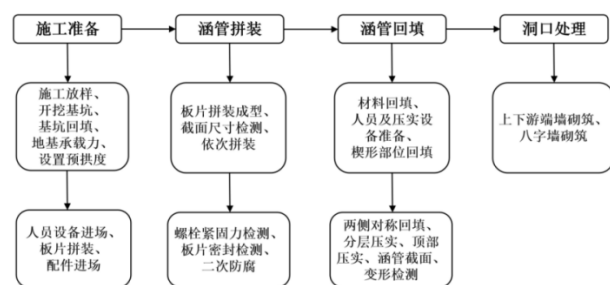 施工准备
涵管拼装
涵管回填
洞口处理
施工放样、
开挖基坑、
基坑回填、
地基承载力、
设置预拱度
板片拼装成型、
截面尺寸检测、
依次拼装
材料回填、
人员及压实设
备准备、
楔形部位回填
上下游端墙砌筑、
八字墙砌筑
人员设备进场、
板片拼装、
配件进场
螺栓紧固力检测、
板片密封检测、
二次防腐
两侧对称回填、
分层压实、顶部
压实、涵管截面、
变形检测